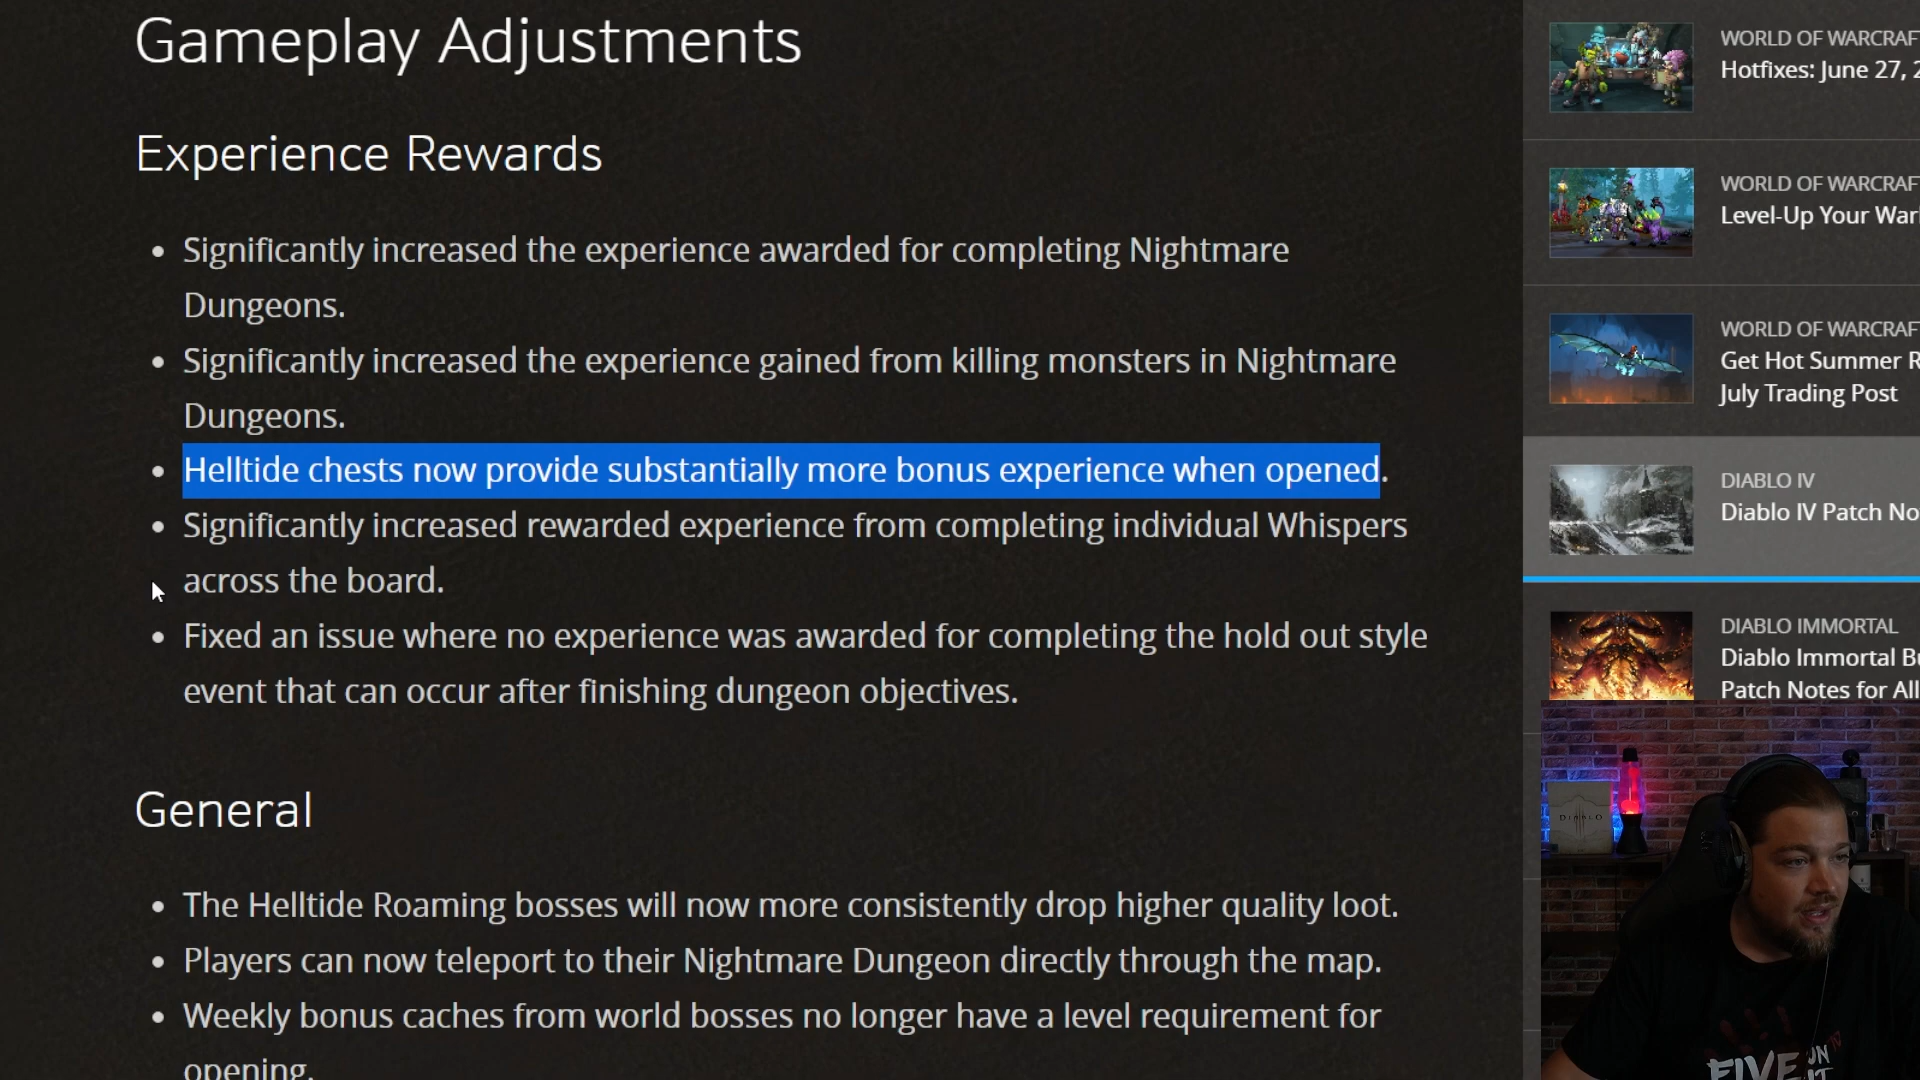 Gameplay Adjustments
Experience Rewards
• Significantly increased the experience awarded for completing Nightmare
Dungeons.
• Significantly increased the experience gained from killing monsters in Nightmare
Dungeons.
• Helltide chests now provide substantially more bonus experience when opened.
• Significantly increased rewarded experience from completing individual Whispers
across the board.
• Fixed an issue where no experience was awarded for completing the hold out style
event that can occur after finishing dungeon objectives.
General
• The Helltide Roaming bosses will now more consistently drop higher quality loot.
• Players can now teleport to their Nightmare Dungeon directly through the map.
• Weekly bonus caches from world bosses no longer have a level requirement for
opening.
WORLD OF WARCRAFT
Hotfixes: June 27, 2
WORLD OF WARCRAFT
Level-Up Your War
WORLD OF WARCRAFT
Get Hot Summer R
July Trading Post
DIABLO IV
Diablo IV Patch No
DIABLO IMMORTAL
Diablo Immortal Bu
Patch Notes for All
DIABLO
FIVE